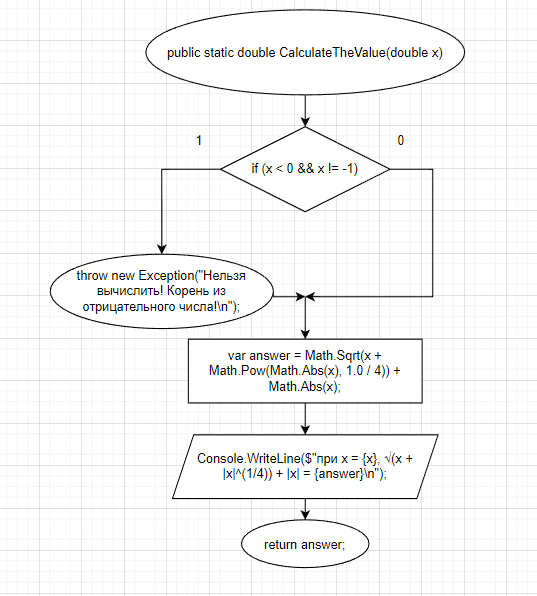 public static double CalculateTheValue(double x)
1
0
if (x < 0 && x != -1)
throw new Exception("Нельзя
вычислить! Корень из
отрицательного числа!\n");
var answer = Math.Sqrt(x +
Math.Pow(Math.Abs(x), 1.0 / 4)) +
Math.Abs(x);
Console.WriteLine($"при x = {x}, √(x +
|x|^(1/4)) + |x| = {answer}\n");
return answer;